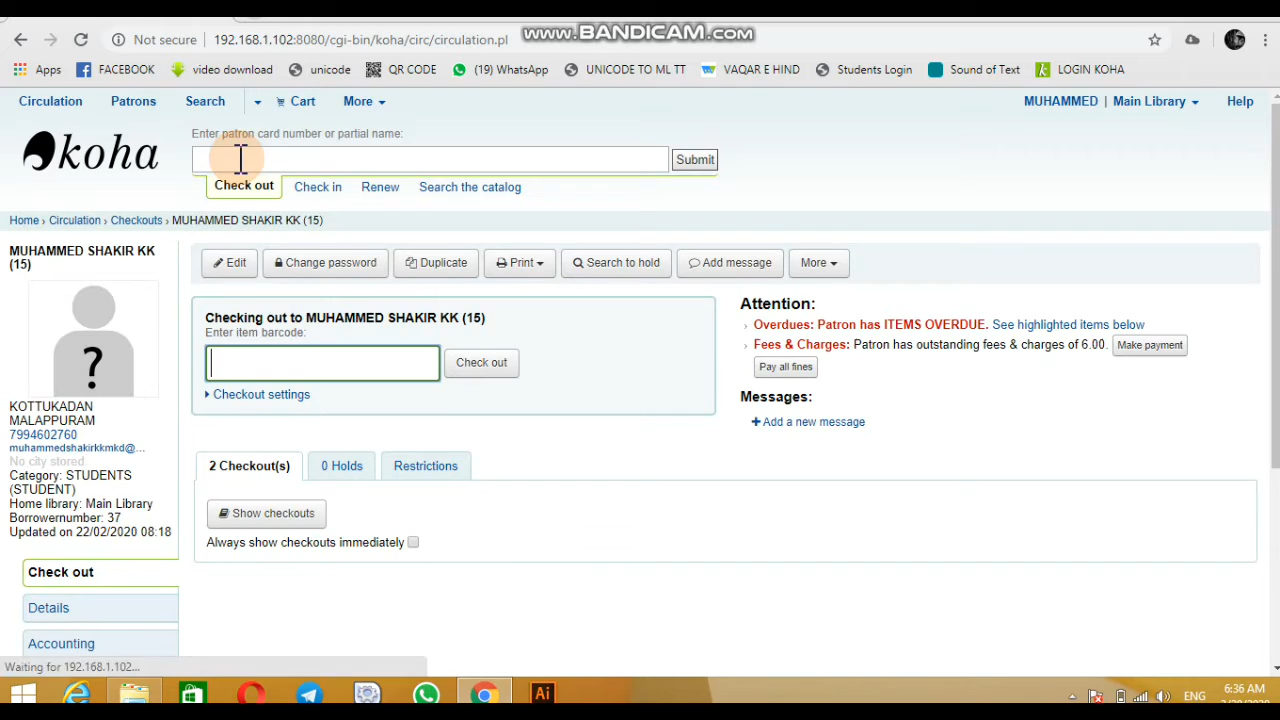 WWW.BANDICAM.COM
Not secure 192.168.1.102:8080/cgi-bin/koha/circ/circulation.pl
Apps FACEBOOK video download unicode QR CODE (19) WhatsApp UNICODE TO ML TT VAQAR E HIND Students Login Sound of Text LOGIN KOHA
Circulation Patrons Search Cart More MUHAMMED | Main Library Help
koha
Enter patron card number or partial name:
Submit
Check out Check in Renew Search the catalog
Home › Circulation › Checkouts › MUHAMMED SHAKIR KK (15)
MUHAMMED SHAKIR KK
(15)
?
KOTTUKADAN
MALAPPURAM
7994602760
muhammedshakirkkmkd@...
No city stored
Category: STUDENTS
(STUDENT)
Home library: Main Library
Borrowernumber: 37
Updated on 22/02/2020 08:18
Check out
Details
Accounting
Edit Change password Duplicate Print Search to hold Add message More
Checking out to MUHAMMED SHAKIR KK (15)
Enter item barcode:
Check out
Checkout settings
Attention:
Overdues: Patron has ITEMS OVERDUE. See highlighted items below
Fees & Charges: Patron has outstanding fees & charges of 6.00. Make payment
Pay all fines
Messages:
+ Add a new message
2 Checkout(s) 0 Holds Restrictions
Show checkouts
Always show checkouts immediately
Waiting for 192.168.1.102...
Ai
ENG
6:36 AM